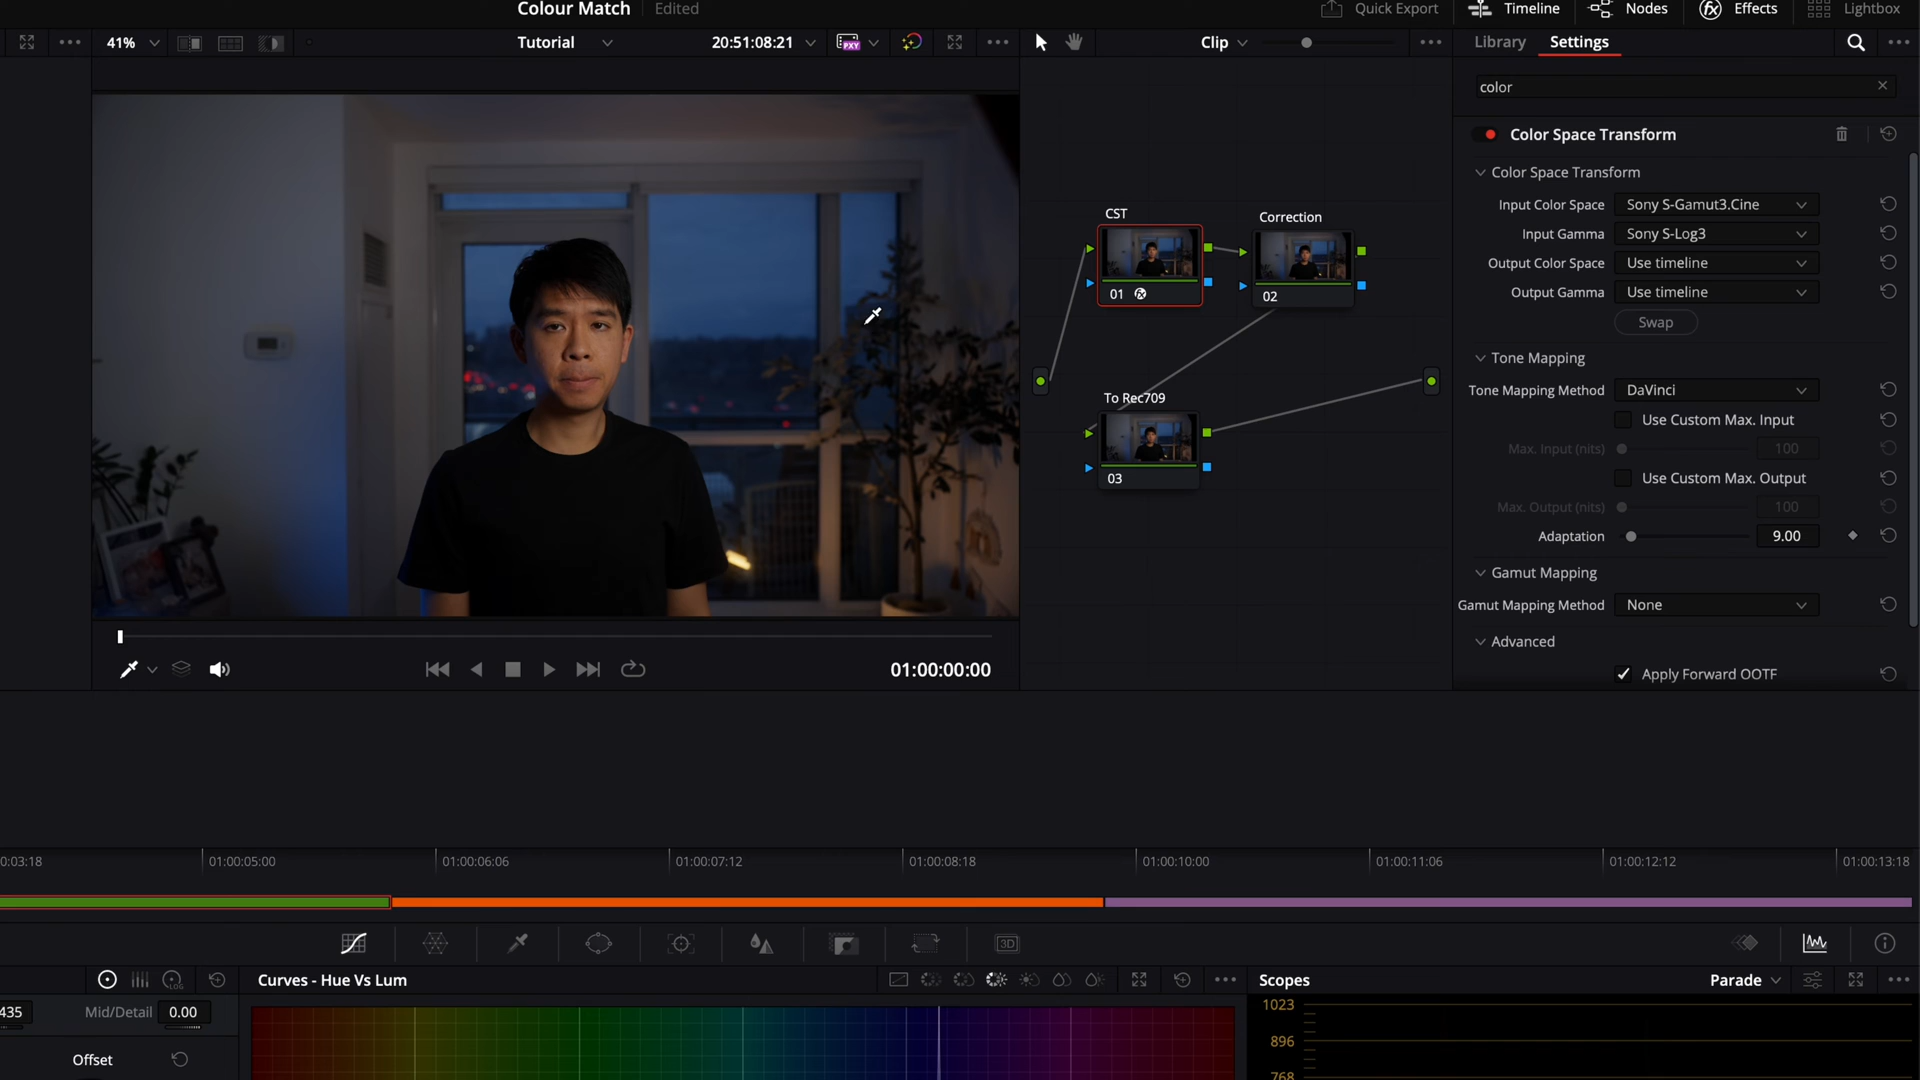 Colour Match Edited Quick Export Timeline Nodes Effects Lightbox
41% Tutorial 20:51:08:21 PXY Clip Library Settings
color
Color Space Transform
Color Space Transform
Input Color Space Sony S-Gamut3.Cine
Input Gamma Sony S-Log3
Output Color Space Use timeline
Output Gamma Use timeline
Swap
Tone Mapping
Tone Mapping Method DaVinci
Use Custom Max. Input
Max. Input (nits) 100
Use Custom Max. Output
Max. Output (nits) 100
Adaptation 9.00
Gamut Mapping
Gamut Mapping Method None
Advanced
Apply Forward OOTF
CST
01
Correction
02
To Rec709
03
01:00:00:00
0:03:18 01:00:05:00 01:00:06:06 01:00:07:12 01:00:08:18 01:00:10:00 01:00:11:06 01:00:12:12 01:00:13:18
3D
LOG
Curves - Hue Vs Lum
Scopes Parade
435 Mid/Detail 0.00
Offset
1023
896
768